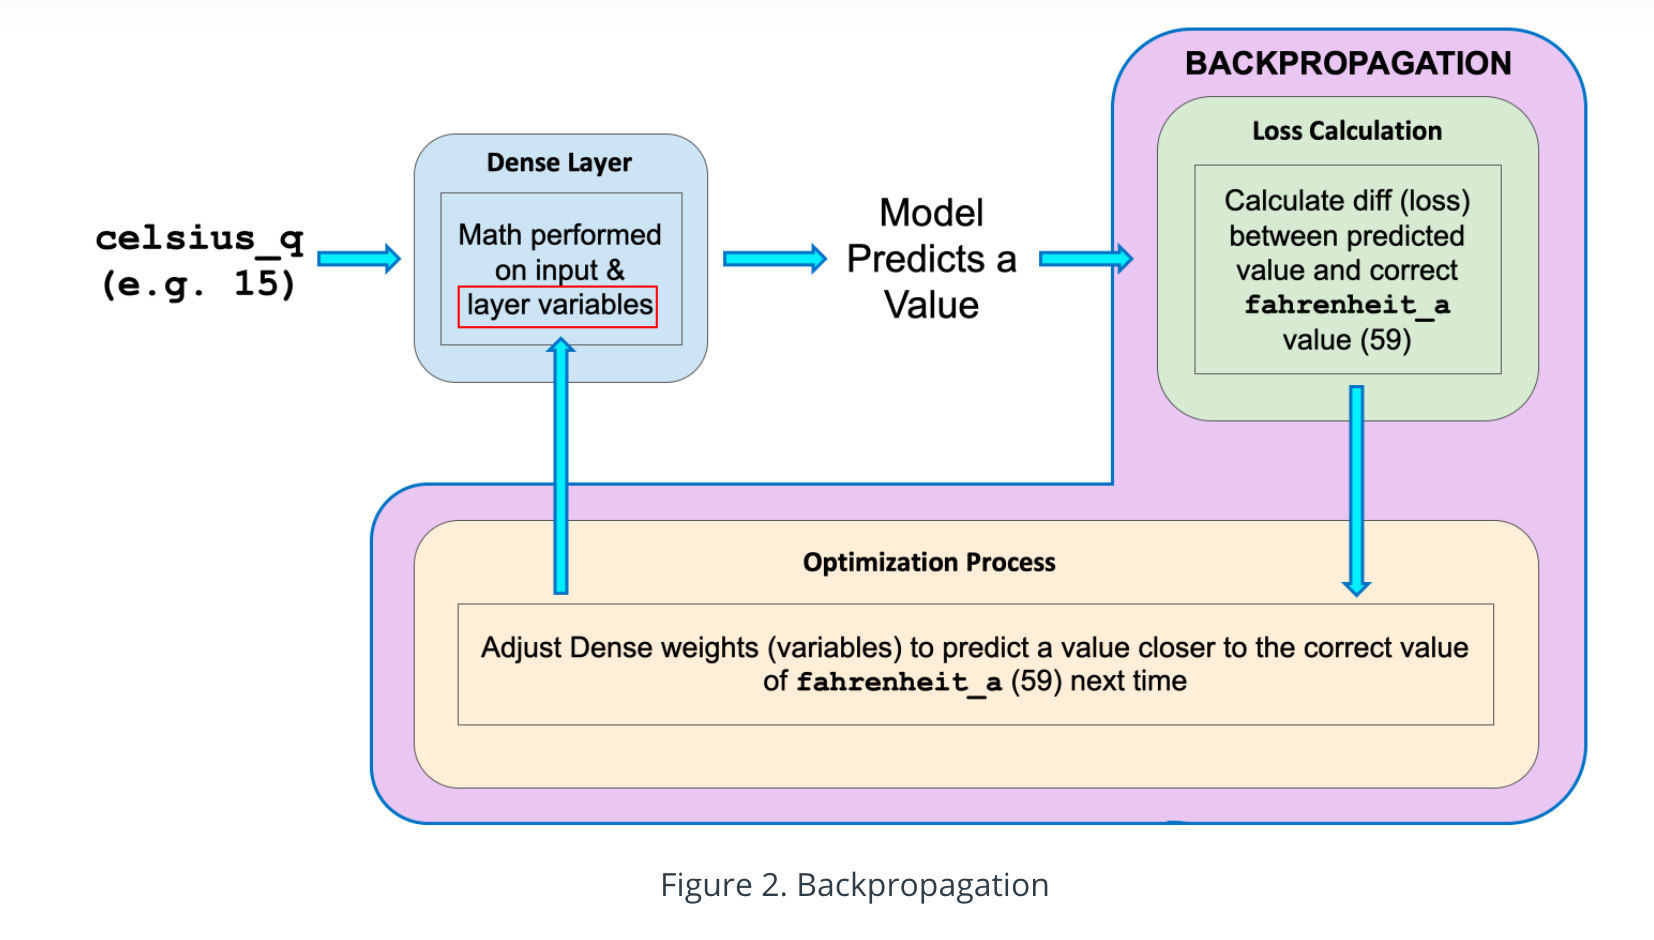 celsius_q
(e.g. 15)
Dense Layer
Math performed
on input &
layer variables
Model
Predicts a
Value
BACKPROPAGATION
Loss Calculation
Calculate diff (loss)
between predicted
value and correct
fahrenheit_a
value (59)
Optimization Process
Adjust Dense weights (variables) to predict a value closer to the correct value
of fahrenheit_a (59) next time
Figure 2. Backpropagation